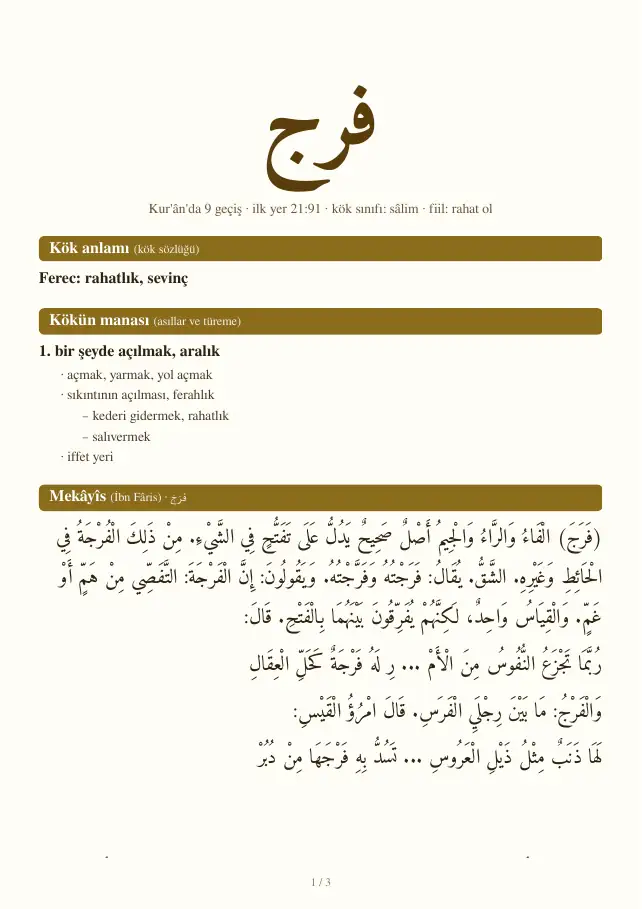 فرج
Kur'ân'da 9 geçiş · ilk yer 21:91 · kök sınıfı: sâlim · fiil: rahat ol
Kök anlamı (kök sözlüğü)
Ferec: rahatlık, sevinç
Kökün manası (asıllar ve türeme)
1. bir şeyde açılmak, aralık
· açmak, yarmak, yol açmak
· sıkıntının açılması, ferahlık
– kederi gidermek, rahatlık
– salıvermek
· iffet yeri
Mekâyîs (İbn Fâris) · فَرَجَ
(فَرَجَ) الْفَاءُ وَالرَّاءُ وَالْجِيمُ أَصْلٌ صَحِيحٌ يَدُلُّ عَلَى تَفَتُّحٍ فِي الشَّيْءِ. مِنْ ذَلِكَ الْفُرْجَةُ فِي
الْحَائِطِ وَغَيْرِهِ. الشَّقُّ. يُقَالُ: فَرَجْتُهُ وَفَرَّجْتُهُ. وَيَقُولُونَ: إِنَّ الْفَرْجَةَ: التَّفَصِّي مِنْ هَمٍّ أَوْ
غَمٍّ. وَالْقِيَاسُ وَاحِدٌ، لَكِنَّهُمْ يُفَرِّقُونَ بَيْنَهُمَا بِالْفَتْحِ. قَالَ:
رُبَّمَا تَجْزَعُ النُّفُوسُ مِنَ الْأَمْ ... رِ لَهُ فَرْجَةٌ كَحَلِّ الْعِقَالِ
وَالْفَرْجُ: مَا بَيْنَ رِجْلَيِ الْفَرَسِ. قَالَ امْرُؤُ الْقَيْسِ:
لَهَا ذَنَبٌ مِثْلُ ذَيْلِ الْعَرُوسِ ... تَسُدُّ بِهِ فَرْجَهَا مِنْ دُبُرْ
1 / 3